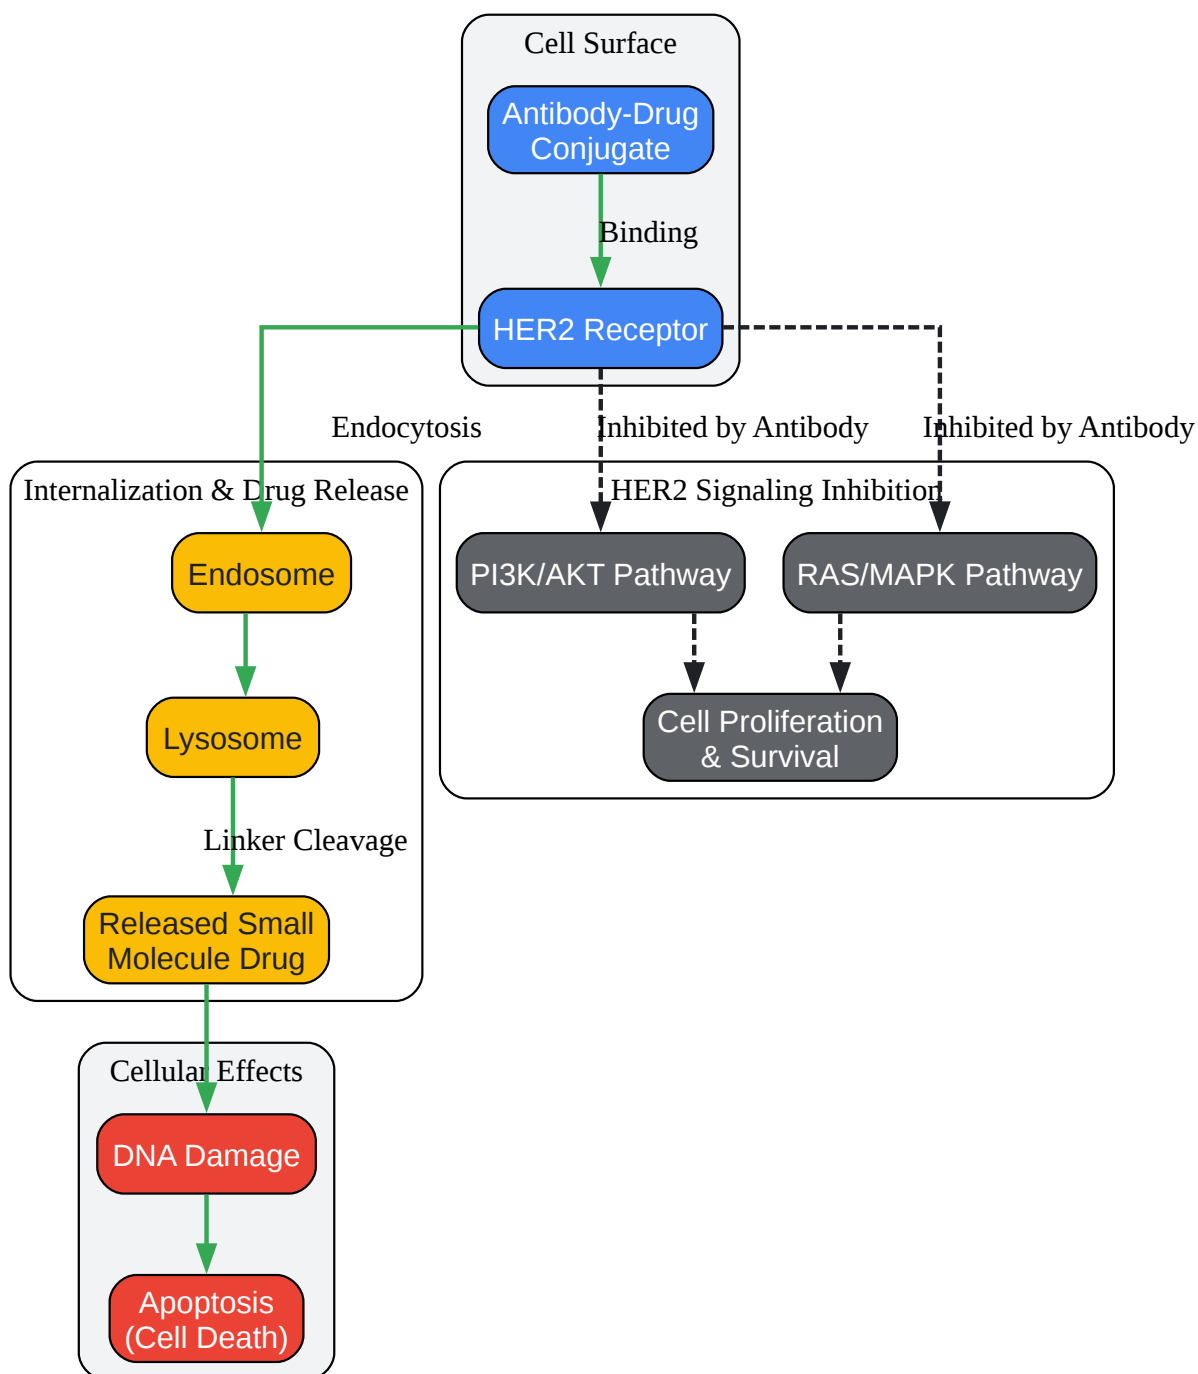 Cell Surface
Antibody-Drug
Conjugate
Binding
HER2 Receptor
Endocytosis
Inhibited by Antibody
Inhibited by Antibody
Internalization & Drug Release
HER2 Signaling Inhibition
Endosome
PI3K/AKT Pathway
RAS/MAPK Pathway
Lysosome
Cell Proliferation
& Survival
Linker Cleavage
Released Small
Molecule Drug
Cellular Effects
DNA Damage
Apoptosis
(Cell Death)